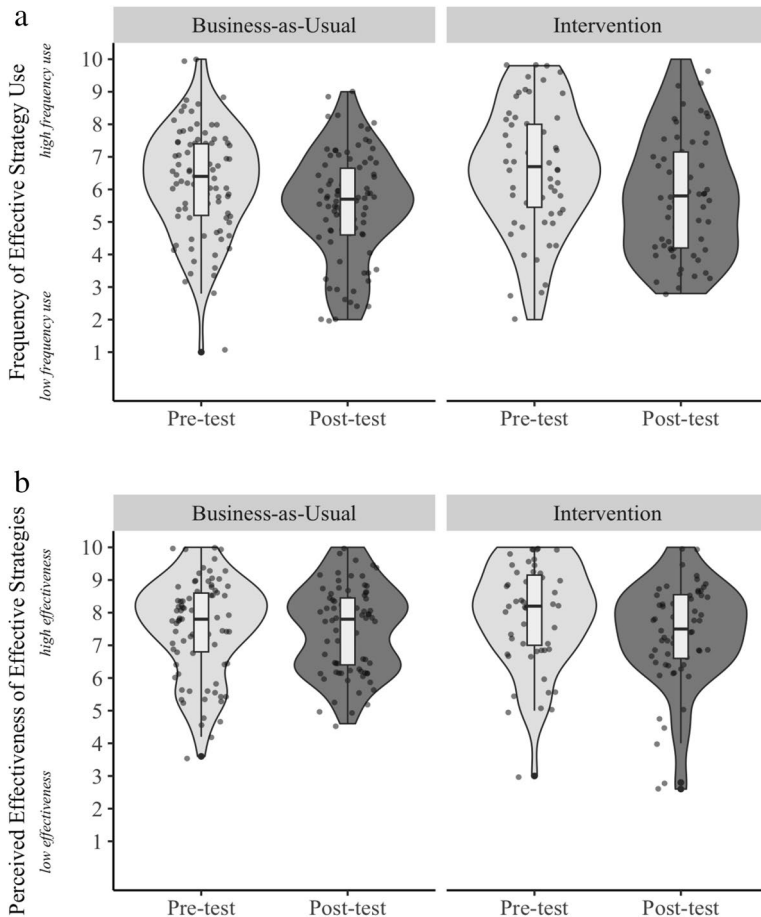 a
Business-as-Usual
Intervention
Frequency of Effective Strategy Use
high frequency use
low frequency use
10
9
8
7
6
5
4
3
2
1
Pre-test
Post-test
Pre-test
Post-test
b
Business-as-Usual
Intervention
Perceived Effectiveness of Effective Strategies
high effectiveness
low effectiveness
10
9
8
7
6
5
4
3
2
1
Pre-test
Post-test
Pre-test
Post-test